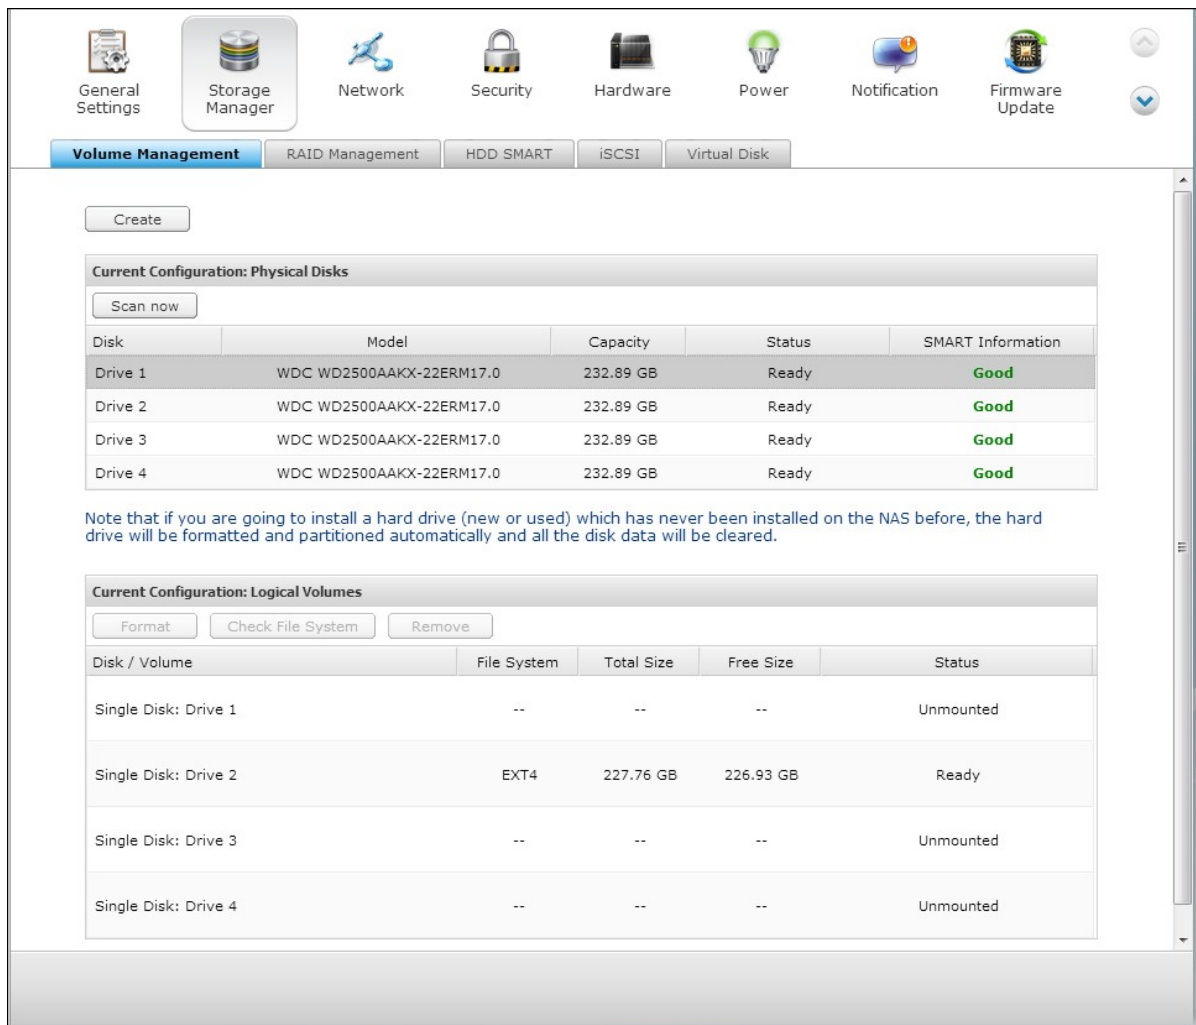 General Settings
Storage Manager
Network
Security
Hardware
Power
Notification
Firmware Update
Volume Management RAID Management HDD SMART iSCSI Virtual Disk
Create
Current Configuration: Physical Disks
Scan now
Disk Model Capacity Status SMART Information
Drive 1 WDC WD2500AAKX-22ERM17.0 232.89 GB Ready Good
Drive 2 WDC WD2500AAKX-22ERM17.0 232.89 GB Ready Good
Drive 3 WDC WD2500AAKX-22ERM17.0 232.89 GB Ready Good
Drive 4 WDC WD2500AAKX-22ERM17.0 232.89 GB Ready Good
Note that if you are going to install a hard drive (new or used) which has never been installed on the NAS before, the hard
drive will be formatted and partitioned automatically and all the disk data will be cleared.
Current Configuration: Logical Volumes
Format Check File System Remove
Disk / Volume File System Total Size Free Size Status
Single Disk: Drive 1 -- -- -- Unmounted
Single Disk: Drive 2 EXT4 227.76 GB 226.93 GB Ready
Single Disk: Drive 3 -- -- -- Unmounted
Single Disk: Drive 4 -- -- -- Unmounted